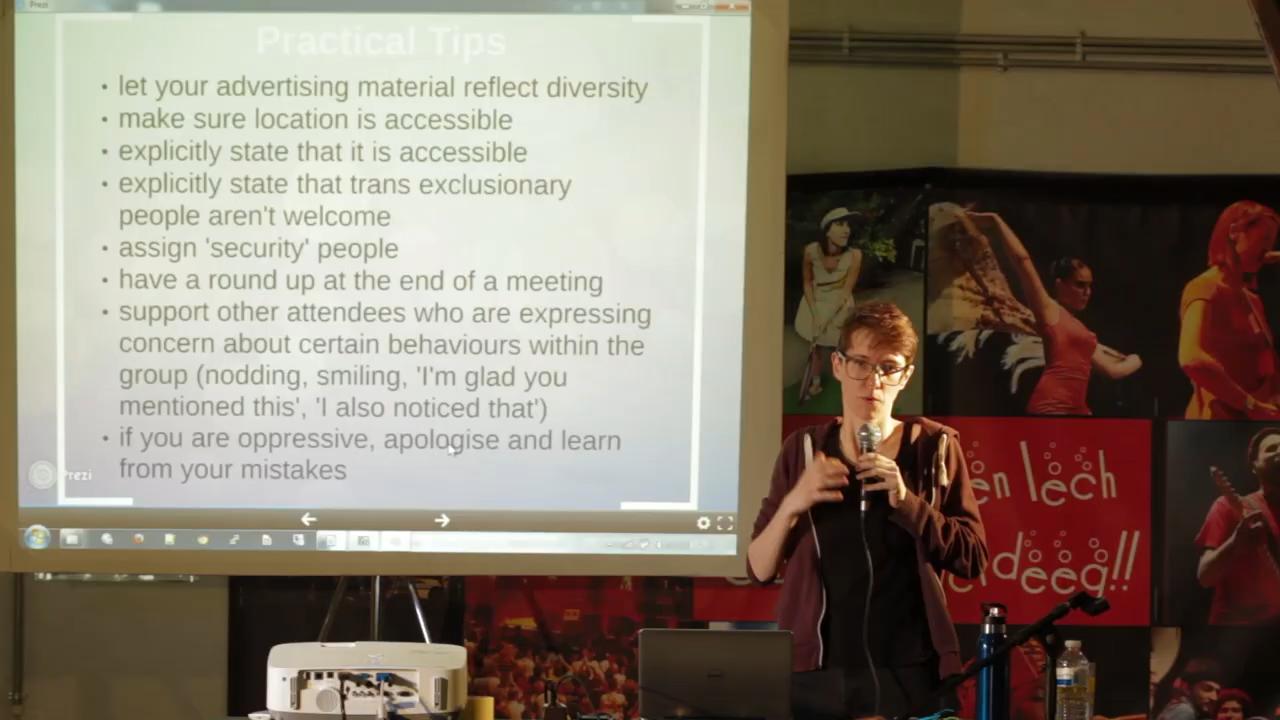 Prezi
Practical Tips
• let your advertising material reflect diversity
• make sure location is accessible
• explicitly state that it is accessible
• explicitly state that trans exclusionary
people aren't welcome
• assign 'security' people
• have a round up at the end of a meeting
• support other attendees who are expressing
concern about certain behaviours within the
group (nodding, smiling, 'I'm glad you
mentioned this', 'I also noticed that')
• if you are oppressive, apologise and learn
from your mistakes
Prezi
en lech
deeg!!